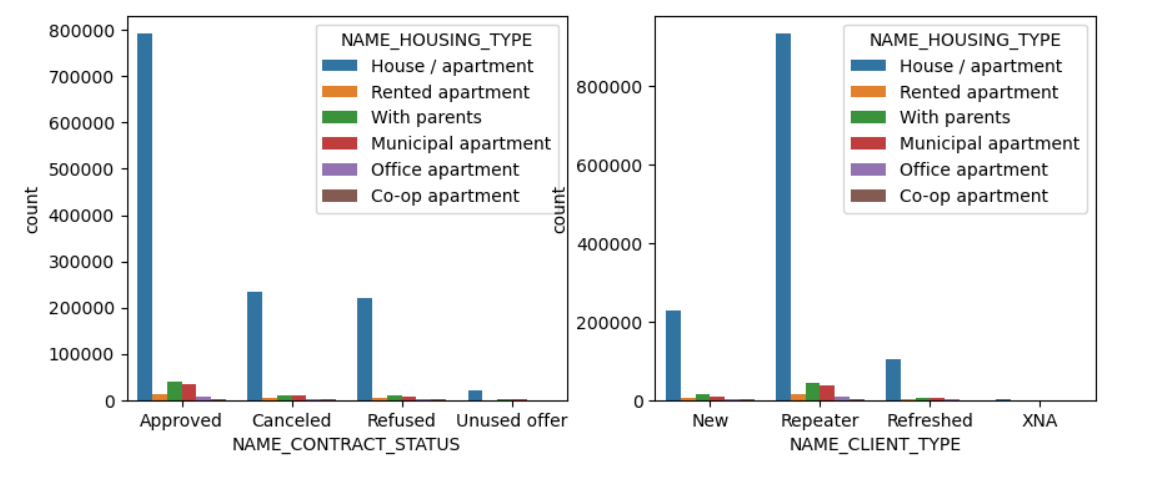 800000
700000
600000
500000
400000
300000
200000
100000
0
count
NAME_HOUSING_TYPE
House / apartment
Rented apartment
With parents
Municipal apartment
Office apartment
Co-op apartment
Approved Canceled Refused Unused offer
NAME_CONTRACT_STATUS
800000
600000
400000
200000
0
count
NAME_HOUSING_TYPE
House / apartment
Rented apartment
With parents
Municipal apartment
Office apartment
Co-op apartment
New Repeater Refreshed XNA
NAME_CLIENT_TYPE